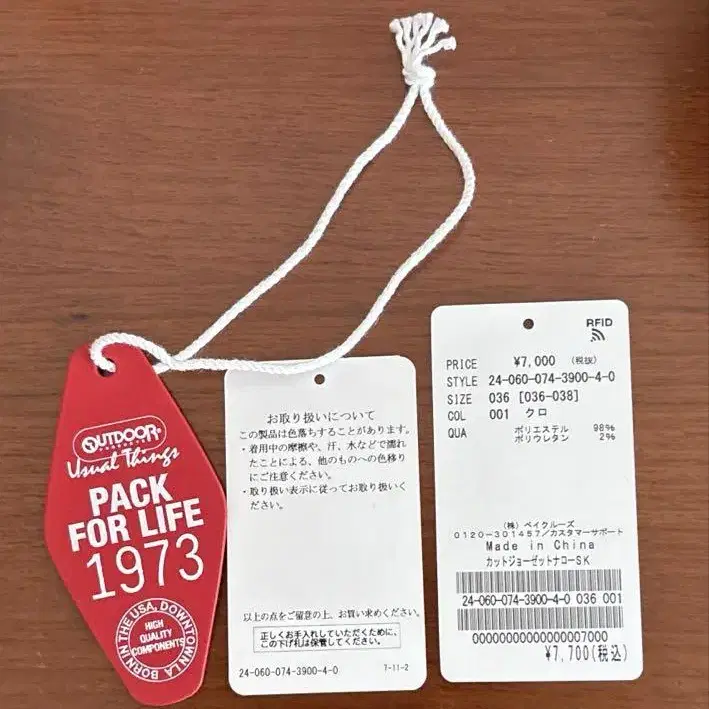 OUTDOOR®
PRODUCTS
Usual Things
PACK
FOR LIFE
1973
BORN IN THE USA, DOWNTOWN LA
HIGH
QUALITY
COMPONENTS
お取り扱いについて
この製品は色落ちすることがあります。
・着用中の摩擦や、汗、水などで濡れ
たことによる、他のものへの色移り
にご注意ください。
・取り扱い表示に従ってお取り扱いく
ださい。
以上の点をご留意の上、お買い求めください。
正しくお手入れしていただくために、
この下げ札は保管してください。
24-060-074-3900-4-0 7-11-2
RFID
PRICE ¥7,000 (税抜)
STYLE 24-060-074-3900-4-0
SIZE 036 [036-038]
COL 001 クロ
QUA ポリエステル 98%
ポリウレタン 2%
(株) ベイクルーズ
0120-301457/カスタマーサポート
Made in China
カットジョーゼットナローSK
24-060-074-3900-4-0 036 001
00000000000000007000
¥7,700(税込)